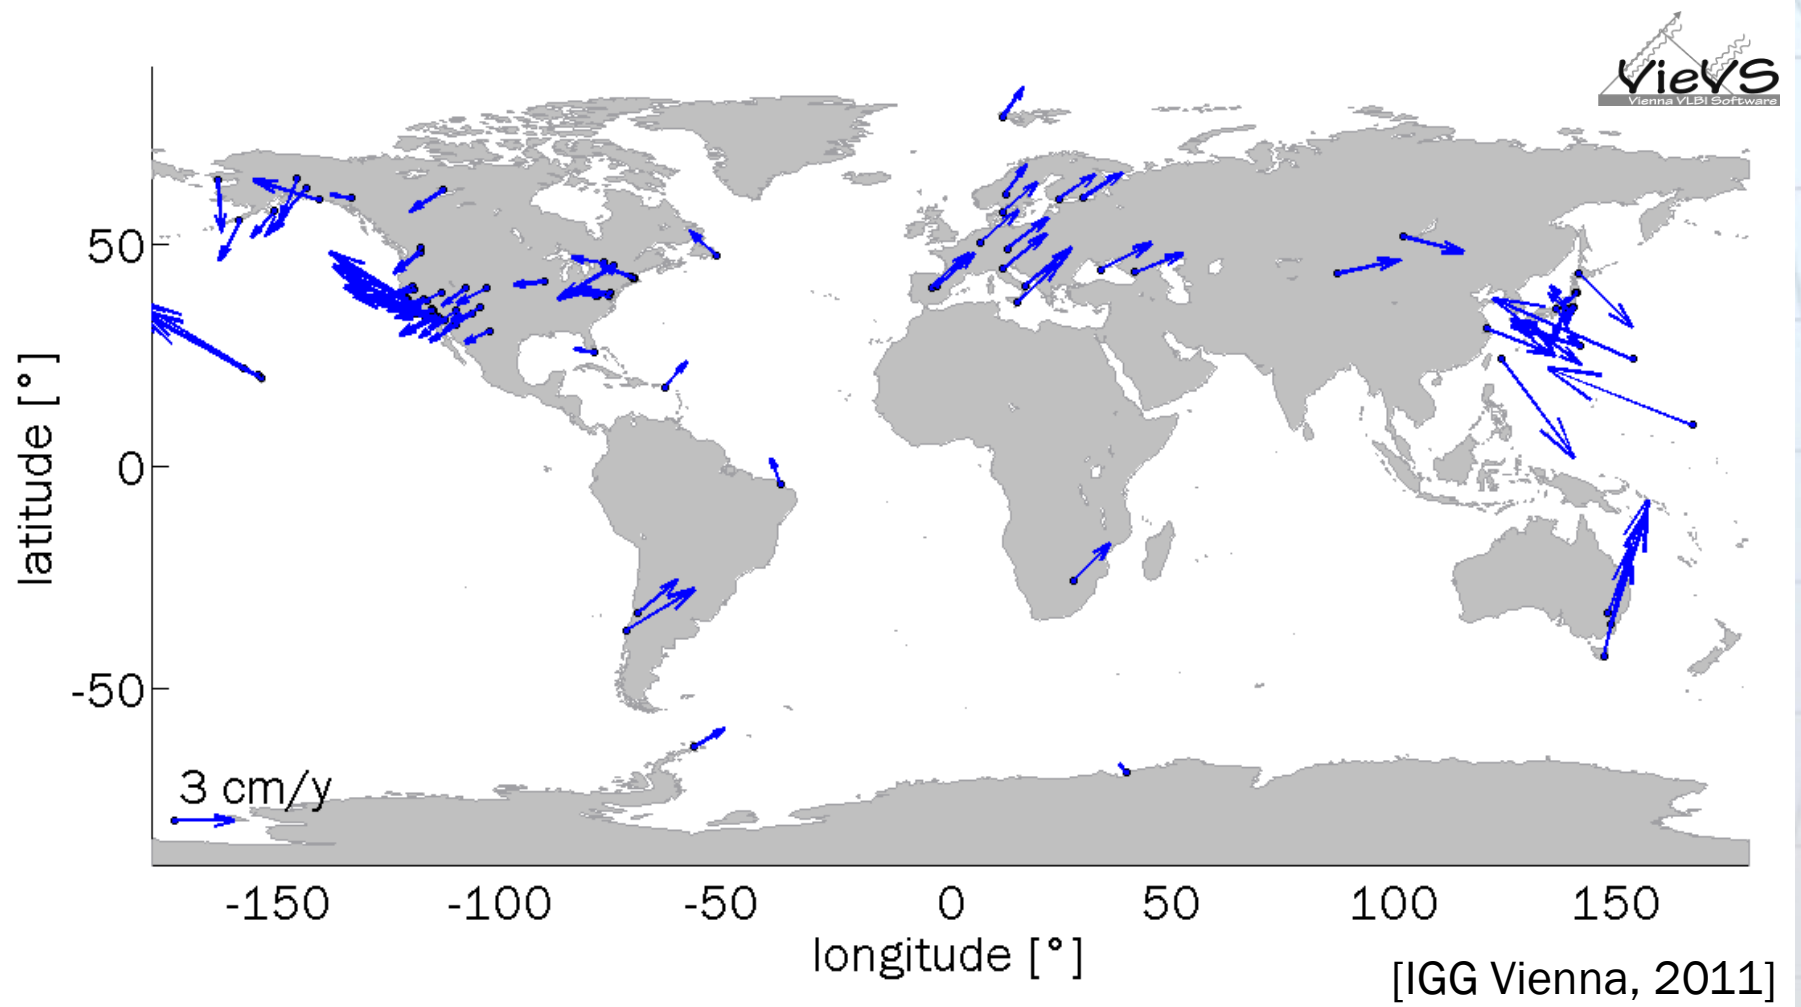 VieVS
Vienna VLBI Software
50
0
-50
latitude [°]
3 cm/y
-150
-100
-50
0
50
100
150
longitude [°]
[IGG Vienna, 2011]